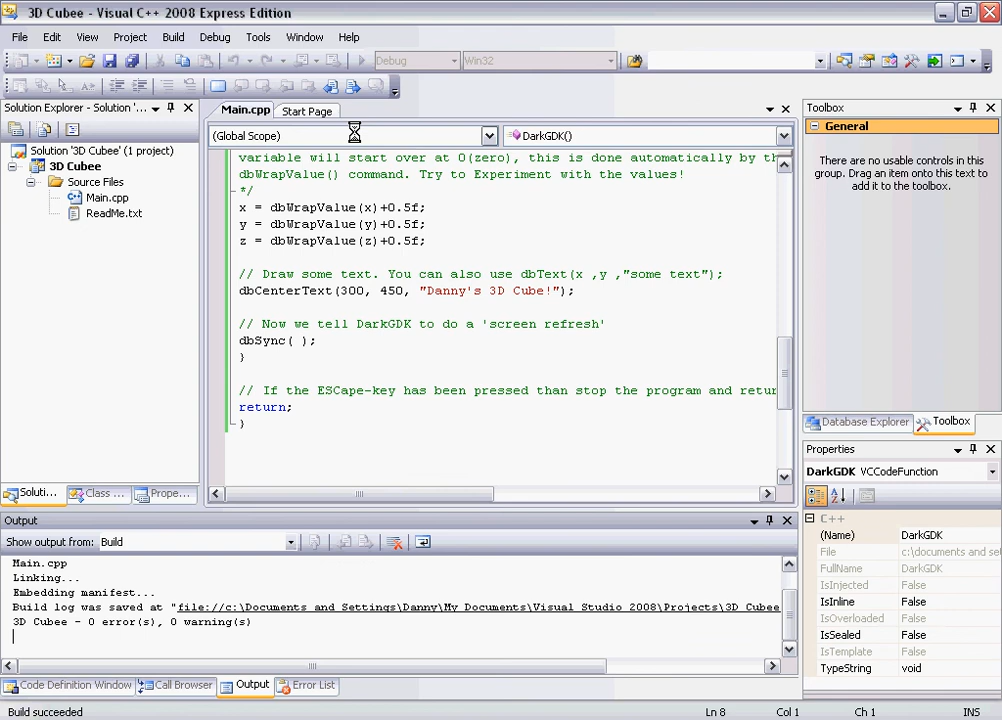 3D Cubee - Visual C++ 2008 Express Edition
File Edit View Project Build Debug Tools Window Help
Debug Win32
Solution Explorer - Solution '...
Main.cpp Start Page
Toolbox
(Global Scope) DarkGDK()
General
There are no usable controls in this
group. Drag an item onto this text to
add it to the toolbox.
Solution '3D Cubee' (1 project)
3D Cubee
Source Files
Main.cpp
ReadMe.txt
variable will start over at 0(zero), this is done automatically by th
dbWrapValue() command. Try to Experiment with the values!
*/
x = dbWrapValue(x)+0.5f;
y = dbWrapValue(y)+0.5f;
z = dbWrapValue(z)+0.5f;
// Draw some text. You can also use dbText(x ,y ,"some text");
dbCenterText(300, 450, "Danny's 3D Cube!");
// Now we tell DarkGDK to do a 'screen refresh'
dbSync( );
}
// If the ESCape-key has been pressed than stop the program and retur
return;
}
Soluti... Class ... Prope...
Database Explorer Toolbox
Properties
DarkGDK VCCodeFunction
C++
(Name) DarkGDK
File c:\documents and set
FullName DarkGDK
IsInjected False
IsInline False
IsOverloaded False
IsSealed False
IsTemplate False
TypeString void
Output
Show output from: Build
Main.cpp
Linking...
Embedding manifest...
Build log was saved at "file://c:\Documents and Settings\Danny\My Documents\Visual Studio 2008\Projects\3D Cubee
3D Cubee - 0 error(s), 0 warning(s)
Code Definition Window Call Browser Output Error List
Build succeeded Ln 8 Col 1 Ch 1 INS